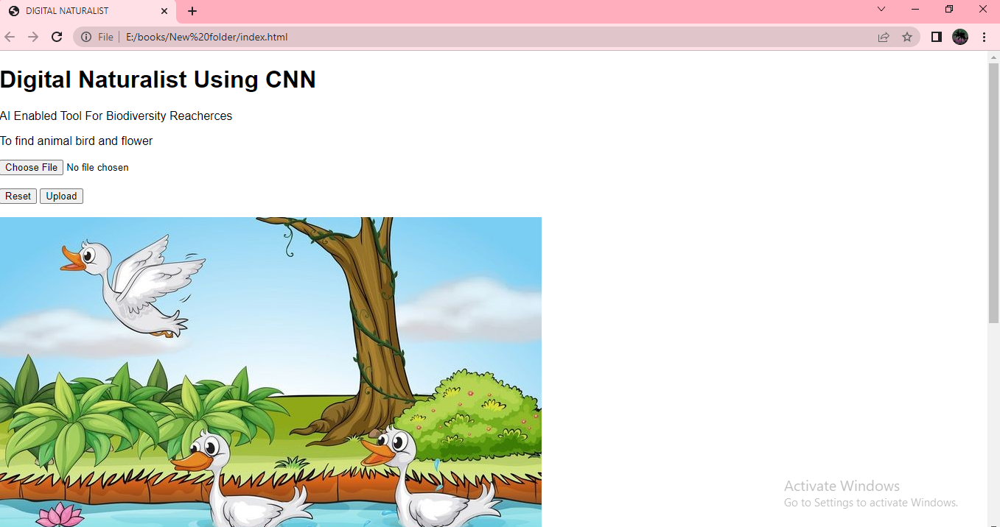 DIGITAL NATURALIST
File E:/books/New%20folder/index.html
Digital Naturalist Using CNN
AI Enabled Tool For Biodiversity Reacherces
To find animal bird and flower
Choose File No file chosen
Reset Upload
Activate Windows
Go to Settings to activate Windows.